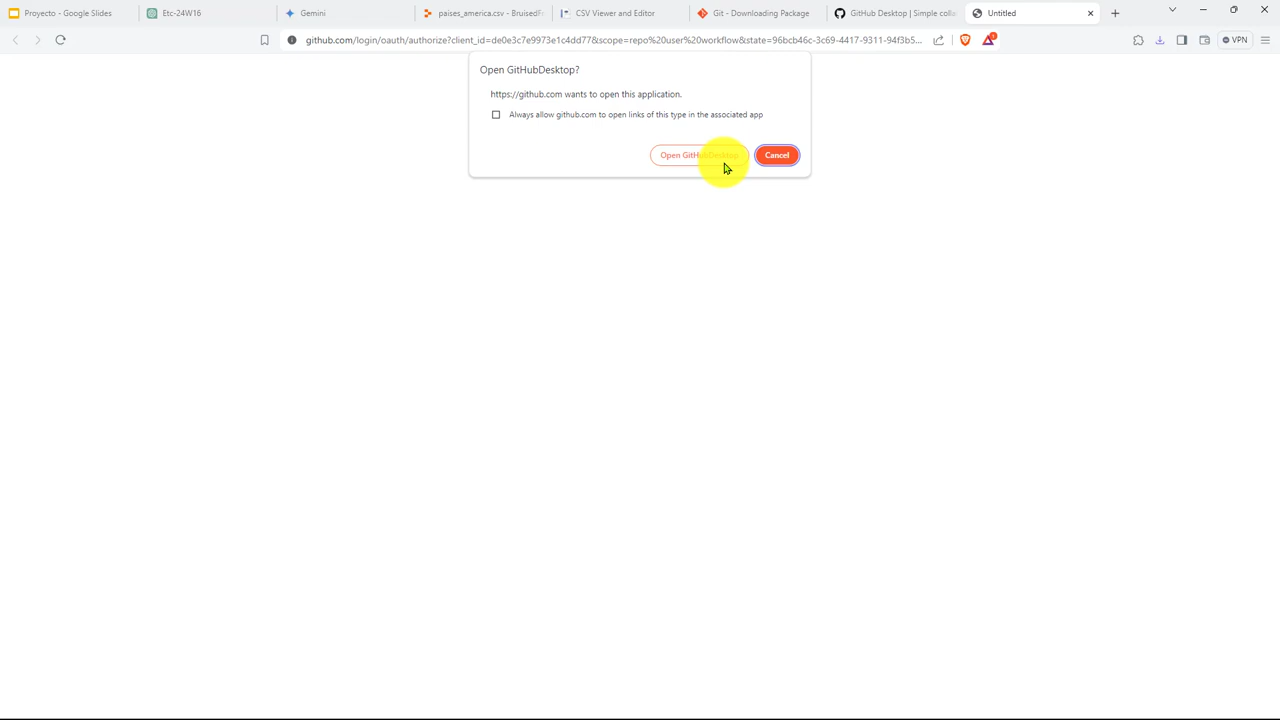 Proyecto - Google Slides
Etc-24W16
Gemini
paises_america.csv - BruisedFr
CSV Viewer and Editor
Git - Downloading Package
GitHub Desktop | Simple colla
Untitled
github.com/login/oauth/authorize?client_id=de0e3c7e9973e1c4dd77&scope=repo%20user%20workflow&state=96bcb46c-3c69-4417-9311-94f3b5...
VPN
Open GitHubDesktop?
https://github.com wants to open this application.
Always allow github.com to open links of this type in the associated app
Open GitHubDesktop
Cancel